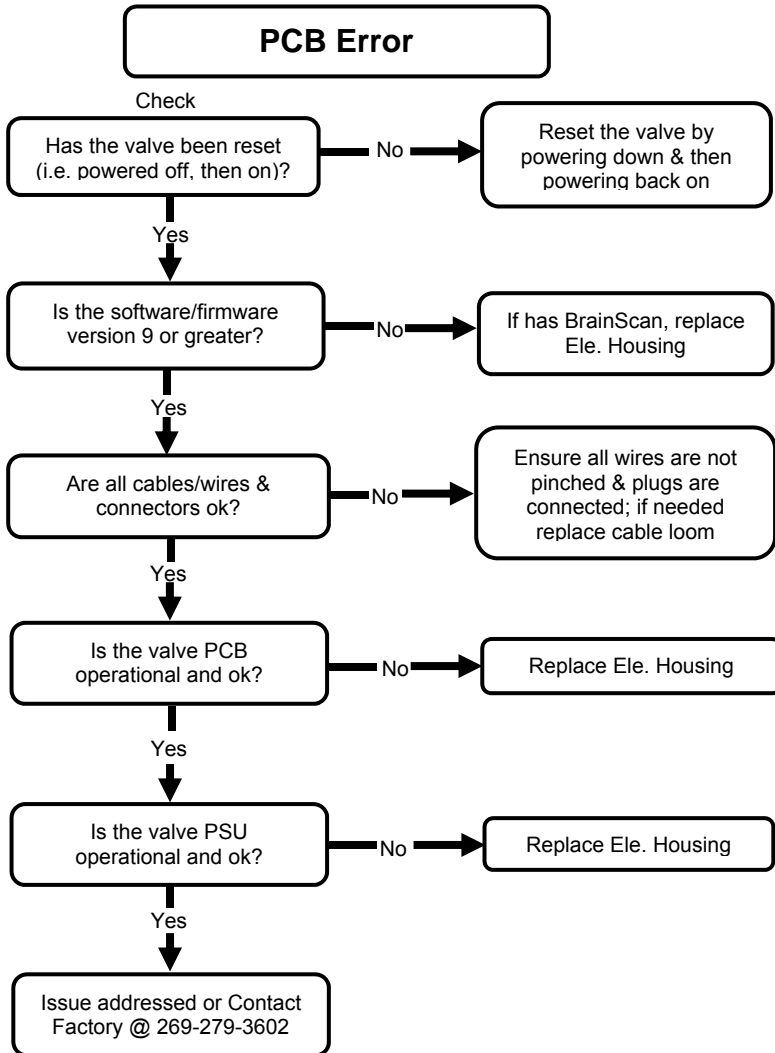 PCB Error
Check
Has the valve been reset
(i.e. powered off, then on)?
No
Reset the valve by
powering down & then
powering back on
Yes
Is the software/firmware
version 9 or greater?
No
If has BrainScan, replace
Ele. Housing
Yes
Are all cables/wires &
connectors ok?
No
Ensure all wires are not
pinched & plugs are
connected; if needed
replace cable loom
Yes
Is the valve PCB
operational and ok?
No
Replace Ele. Housing
Yes
Is the valve PSU
operational and ok?
No
Replace Ele. Housing
Yes
Issue addressed or Contact
Factory @ 269-279-3602